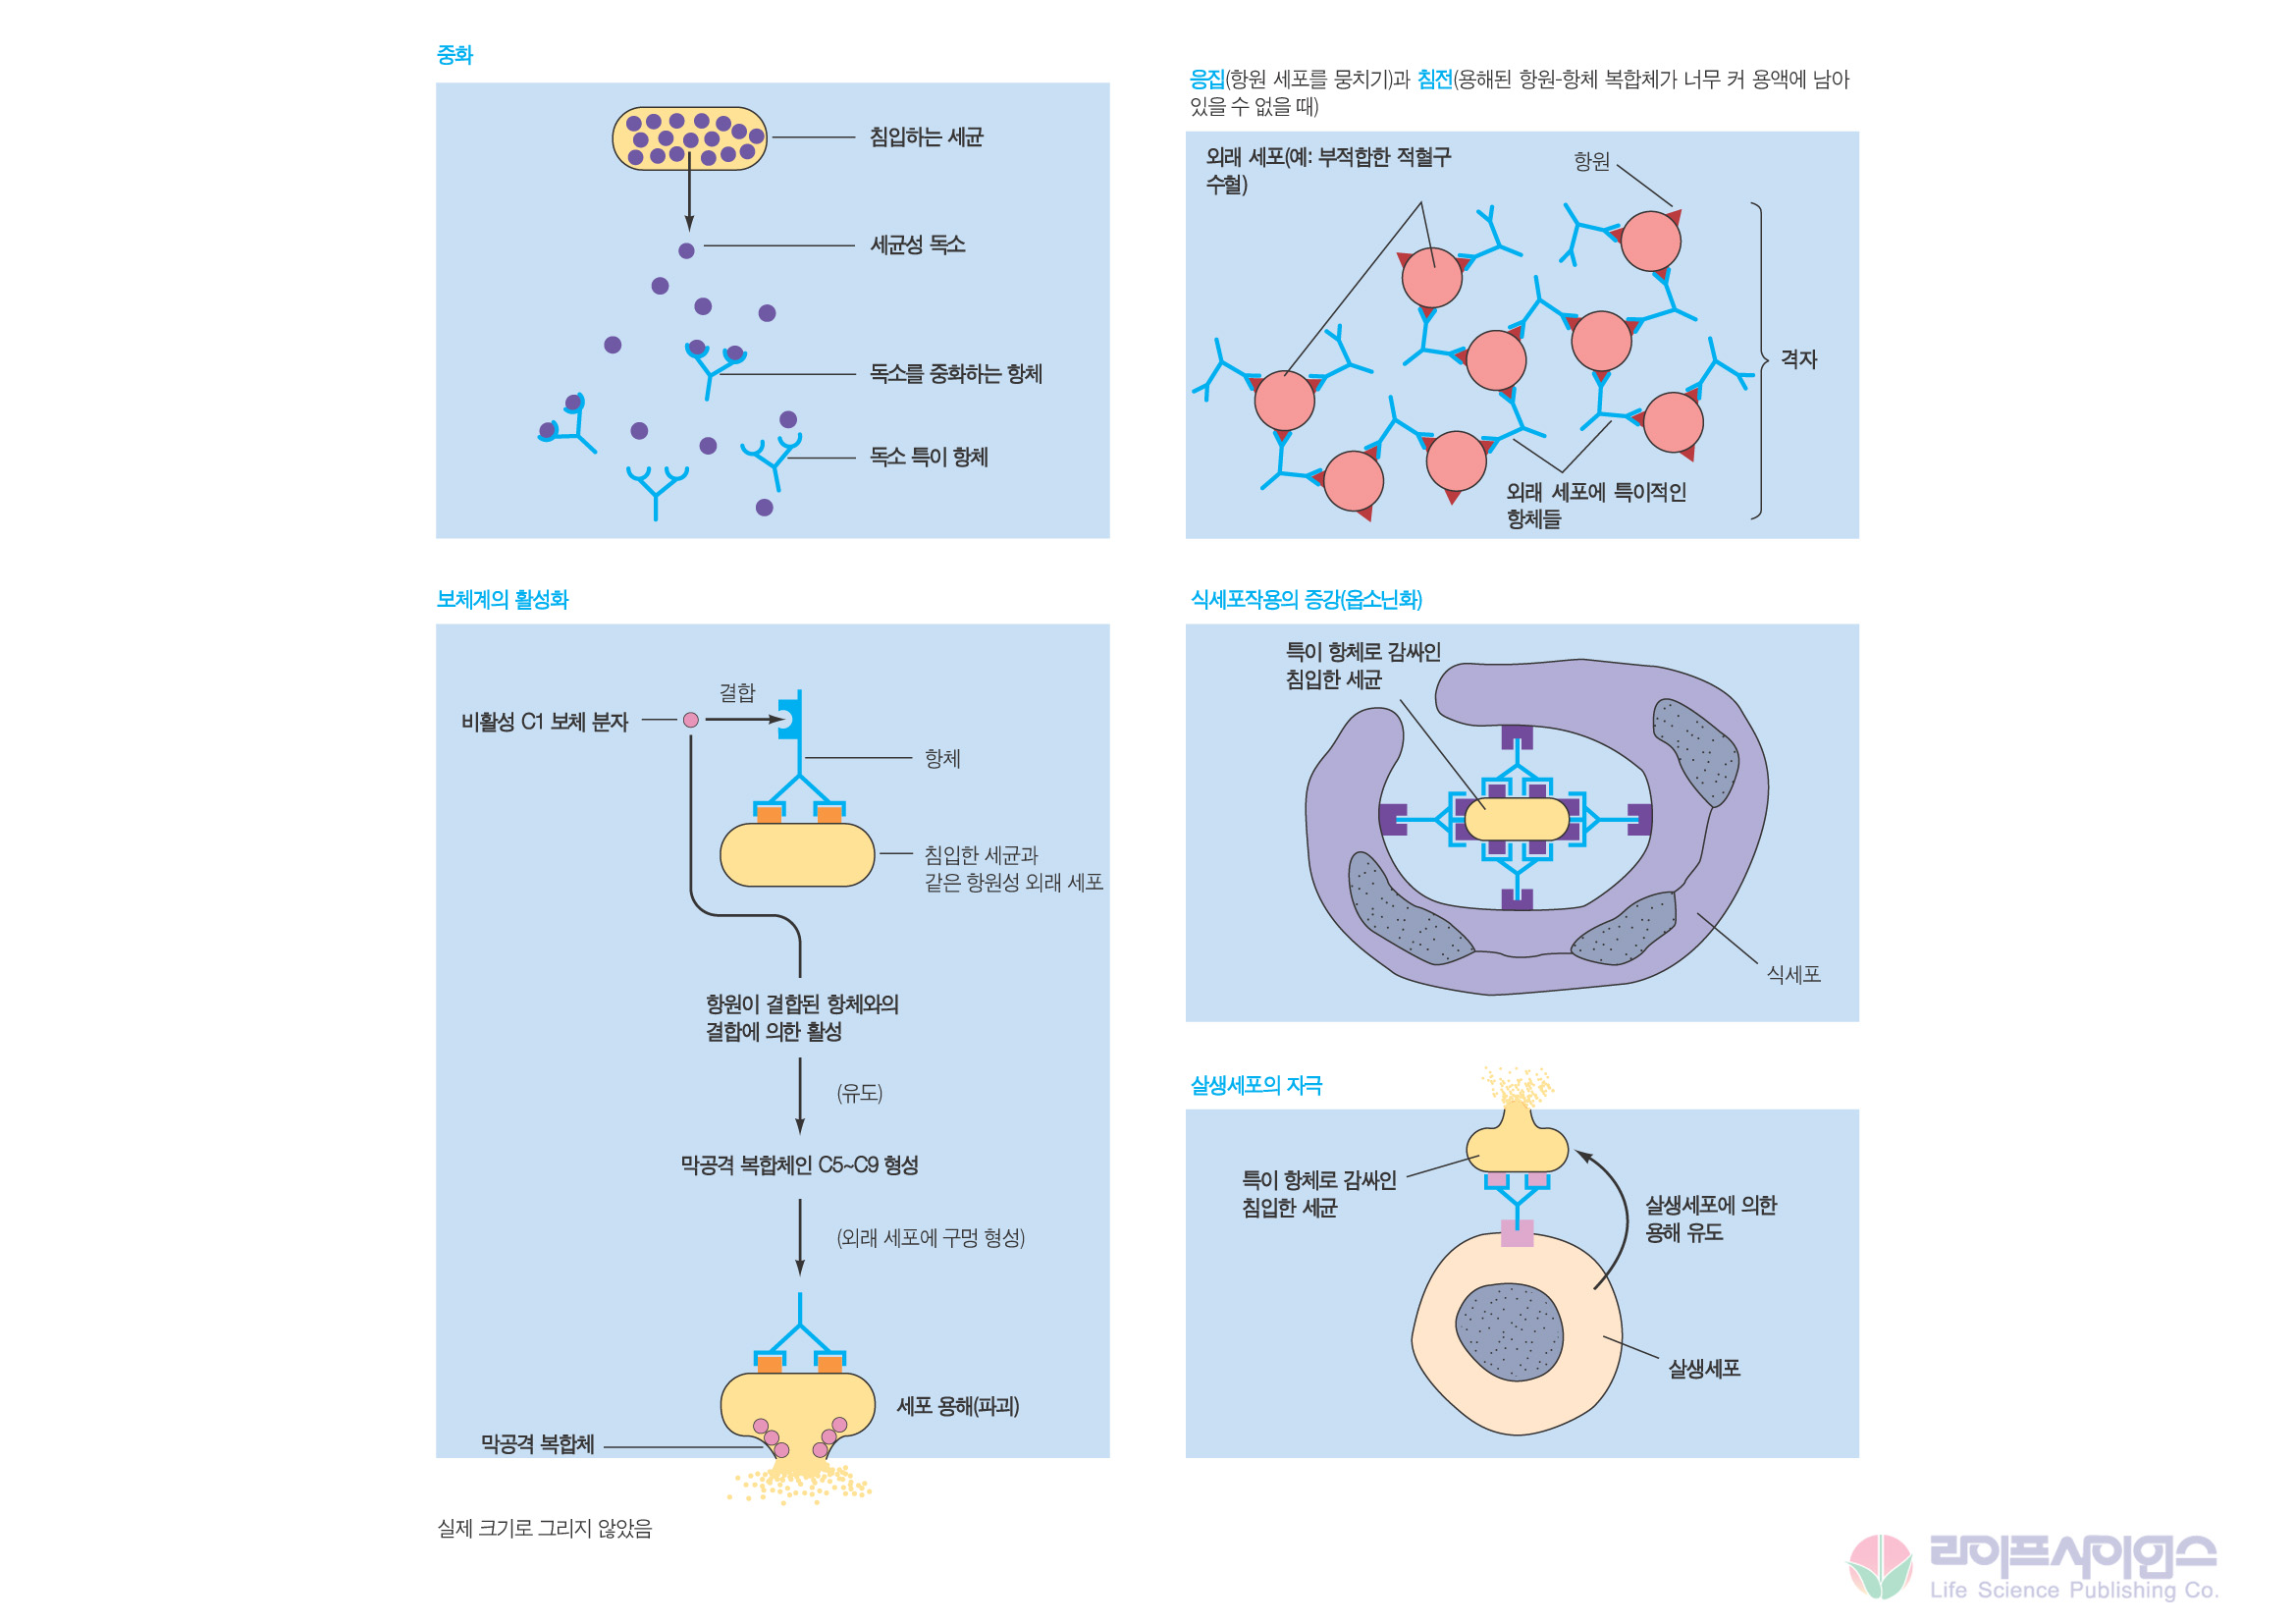 중화
침입하는 세균
세균성 독소
독소를 중화하는 항체
독소 특이 항체
응집(항원 세포를 뭉치기)과 침전(용해된 항원-항체 복합체가 너무 커 용액에 남아
있을 수 없을 때)
외래 세포(예: 부적합한 적혈구
수혈)
항원
격자
외래 세포에 특이적인
항체들
보체계의 활성화
결합
비활성 C1 보체 분자
항체
침입한 세균과
같은 항원성 외래 세포
항원이 결합된 항체와의
결합에 의한 활성
(유도)
막공격 복합체인 C5~C9 형성
(외래 세포에 구멍 형성)
세포 용해(파괴)
막공격 복합체
실제 크기로 그리지 않았음
식세포작용의 증강(옵소닌화)
특이 항체로 감싸인
침입한 세균
식세포
살생세포의 자극
특이 항체로 감싸인
침입한 세균
살생세포에 의한
용해 유도
살생세포
라이프사이언스
Life Science Publishing Co.